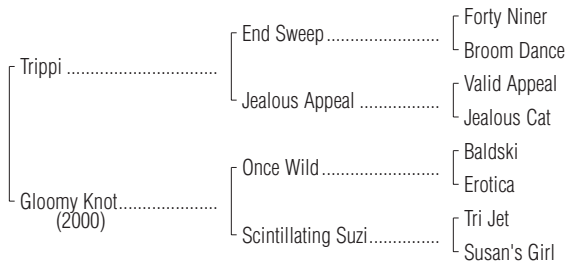 Forty Niner
End Sweep
Broom Dance
Trippi
Valid Appeal
Jealous Appeal
Jealous Cat
Baldski
Once Wild
Erotica
Gloomy Knot
(2000)
Tri Jet
Scintillating Suzi
Susan's Girl